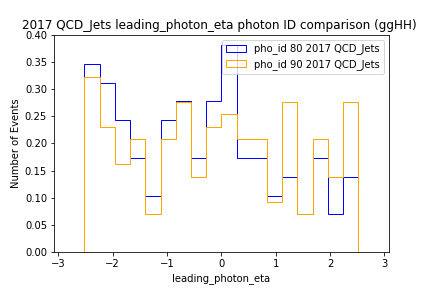 2017 QCD_Jets leading_photon_eta photon ID comparison (ggHH)
pho_id 80 2017 QCD_Jets
pho_id 90 2017 QCD_Jets
Number of Events
0.40
0.35
0.30
0.25
0.20
0.15
0.10
0.05
0.00
−3 −2 −1 0 1 2 3
leading_photon_eta